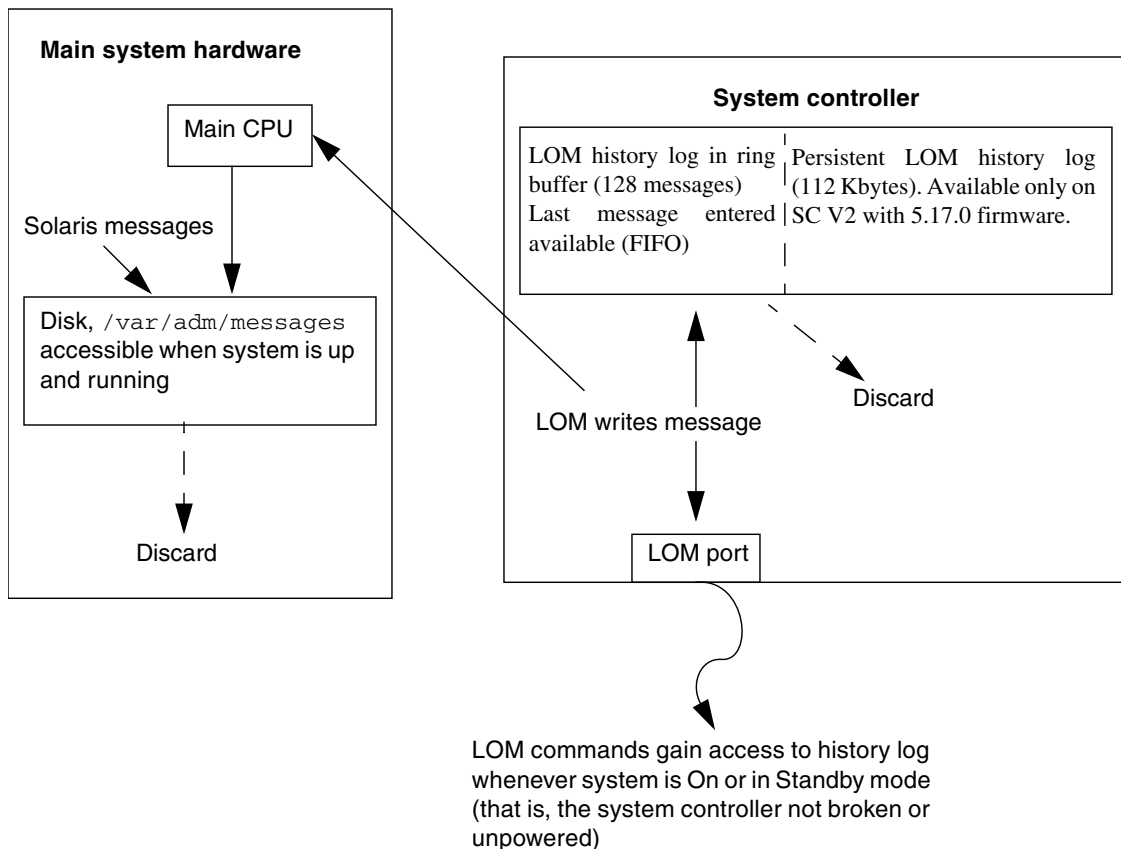 Main system hardware
Main CPU
Solaris messages
Disk, /var/adm/messages
accessible when system is up
and running
Discard
System controller
LOM history log in ring
buffer (128 messages)
Last message entered
available (FIFO)
Persistent LOM history log
(112 Kbytes). Available only on
SC V2 with 5.17.0 firmware.
Discard
LOM writes message
LOM port
LOM commands gain access to history log
whenever system is On or in Standby mode
(that is, the system controller not broken or
unpowered)